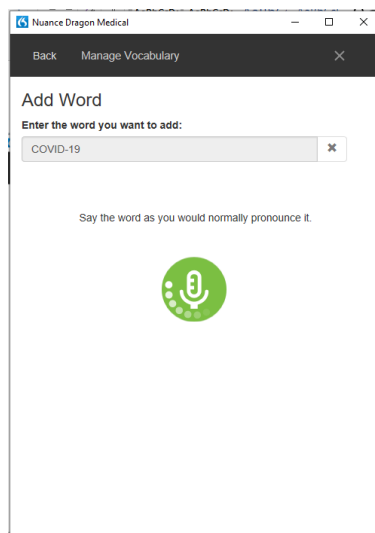 Nuance Dragon Medical
Back Manage Vocabulary
Add Word
Enter the word you want to add:
COVID-19
Say the word as you would normally pronounce it.